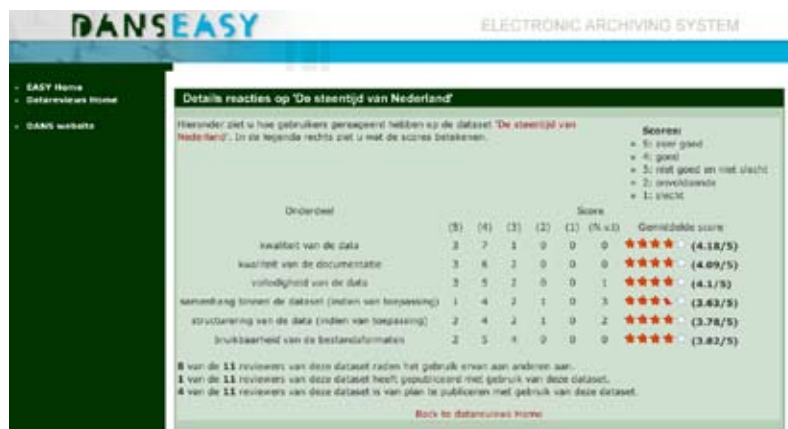 DANSEASY ELECTRONIC ARCHIVING SYSTEM
EASY Home
Datareviews Home
DANS website
Details reacties op 'De steentijd van Nederland'
Hieronder ziet u hoe gebruikers gereageerd hebben op de dataset 'De steentijd van
Nederland'. In de legenda rechts ziet u wat de scores betekenen.
Scores:
5: zeer goed
4: goed
3: niet goed en niet slecht
2: onvoldoende
1: slecht
Onderdeel Score
(5) (4) (3) (2) (1) (N.v.t) Gemiddelde score
kwaliteit van de data 3 7 1 0 0 0 (4.18/5)
kwaliteit van de documentatie 3 6 2 0 0 0 (4.09/5)
volledigheid van de data 3 5 2 0 0 1 (4.1/5)
samenhang binnen de dataset (indien van toepassing) 1 4 2 1 0 3 (3.63/5)
structurering van de data (indien van toepassing) 2 4 2 1 0 2 (3.78/5)
bruikbaarheid van de bestandsformaten 2 5 4 0 0 0 (3.82/5)
8 van de 11 reviewers van deze dataset raden het gebruik ervan aan anderen aan.
1 van de 11 reviewers van deze dataset heeft gepubliceerd met gebruik van deze dataset.
4 van de 11 reviewers van deze dataset is van plan te publiceren met gebruik van deze dataset.
Back to datareviews Home